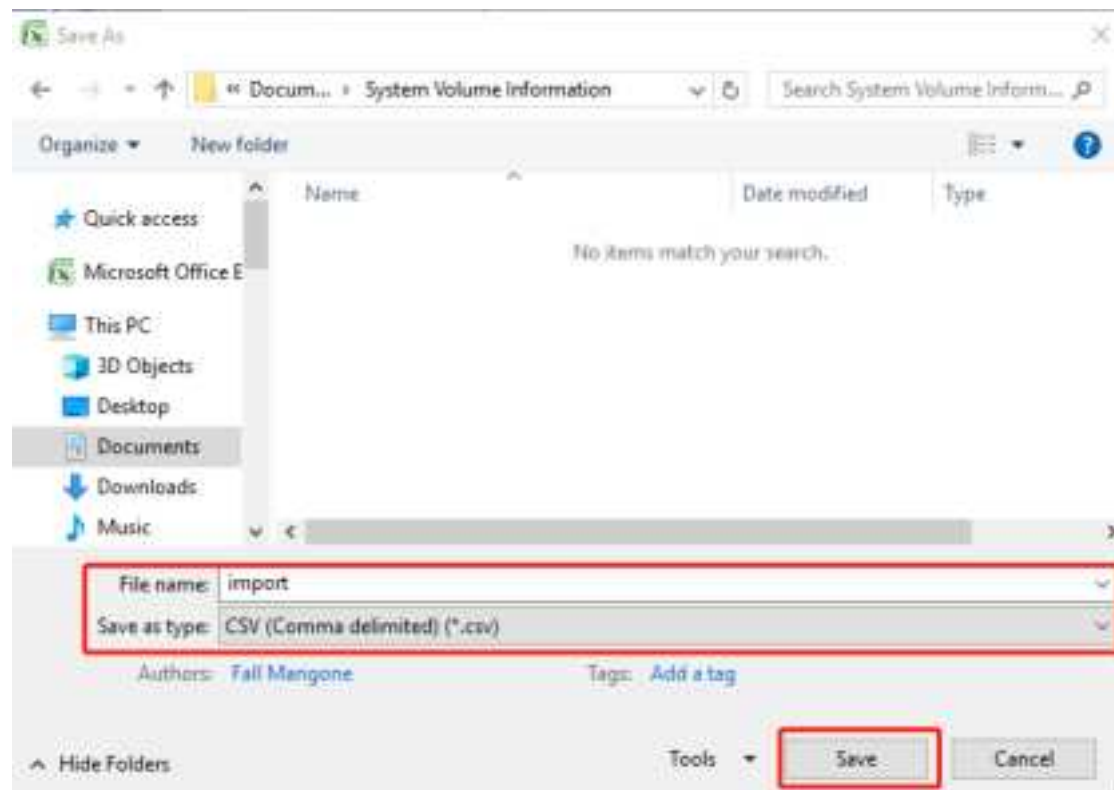 Save As
« Docum... › System Volume Information
Search System Volume Inform...
Organize
New folder
Name
Date modified
Type
No items match your search.
Quick access
Microsoft Office E
This PC
3D Objects
Desktop
Documents
Downloads
Music
File name: import
Save as type: CSV (Comma delimited) (*.csv)
Authors: Fall Mangone
Tags: Add a tag
Hide Folders
Tools
Save
Cancel